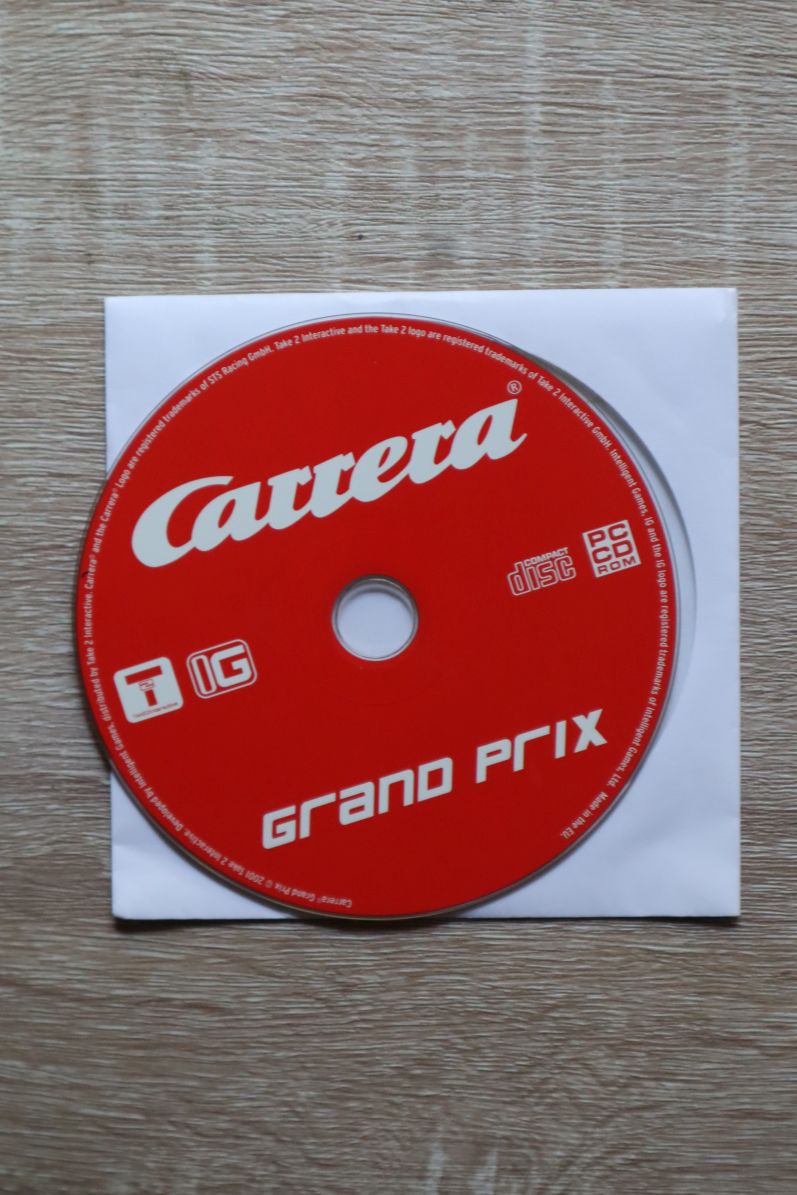 Carrera®
COMPACT
disc
PC
CD
ROM
T2
take2interactive
IG
Grand Prix
Carrera® Grand Prix © 2001 Take 2 Interactive. Developed by Intelligent Games, distributed by Take 2 Interactive. Carrera® and the Carrera® Logo are registered trademarks of STS Racing GmbH. Take 2 Interactive and the Take 2 logo are registered trademarks of Take 2 Interactive GmbH. Intelligent Games, IG and the IG logo are registered trademarks of Intelligent Games, Ltd. Made in the EU.